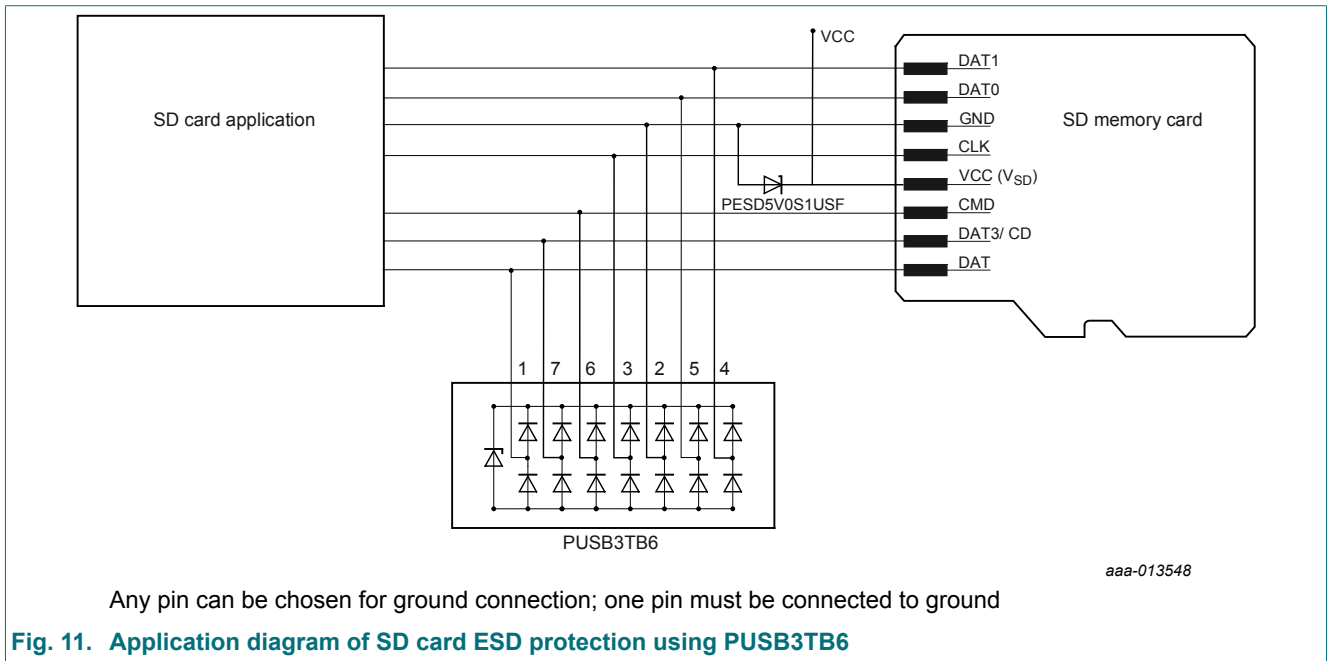 VCC
DAT1
DAT0
SD card application
GND
SD memory card
CLK
VCC (VSD)
PESD5V0S1USF
CMD
DAT3/ CD
DAT
1 7 6 3 2 5 4
PUSB3TB6
aaa-013548
Any pin can be chosen for ground connection; one pin must be connected to ground
Fig. 11. Application diagram of SD card ESD protection using PUSB3TB6